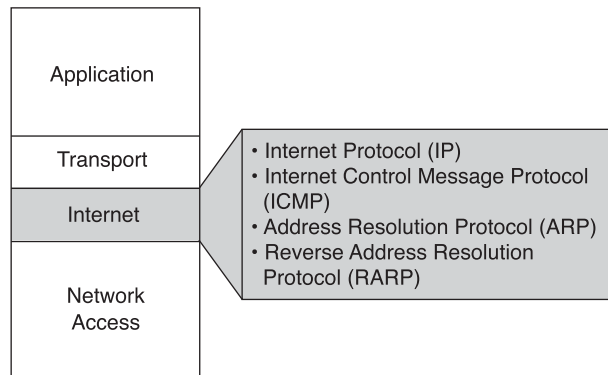 Application
Transport
Internet
Network
Access
• Internet Protocol (IP)
• Internet Control Message Protocol
(ICMP)
• Address Resolution Protocol (ARP)
• Reverse Address Resolution
Protocol (RARP)